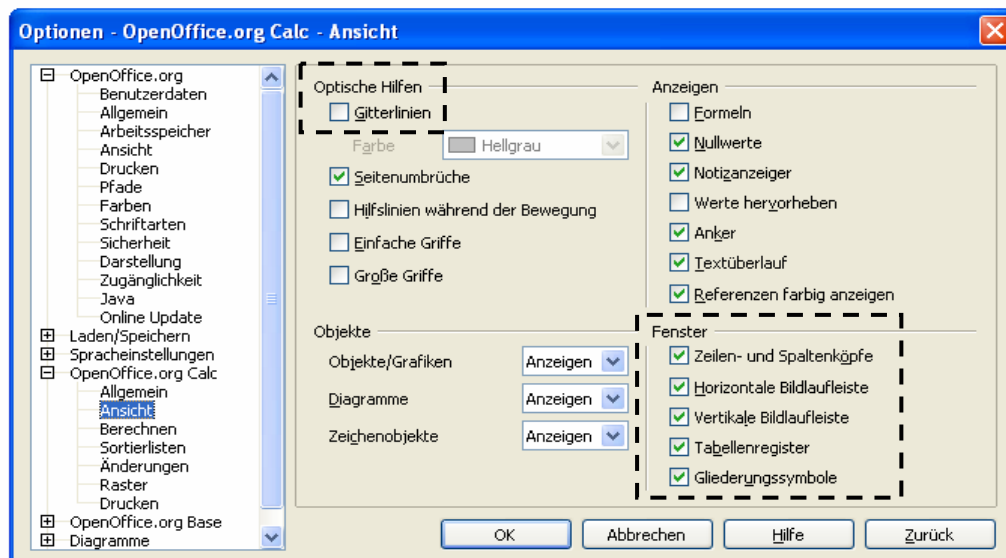 Optionen - OpenOffice.org Calc - Ansicht
OpenOffice.org
Benutzerdaten
Allgemein
Arbeitsspeicher
Ansicht
Drucken
Pfade
Farben
Schriftarten
Sicherheit
Darstellung
Zugänglichkeit
Java
Online Update
Laden/Speichern
Spracheinstellungen
OpenOffice.org Calc
Allgemein
Ansicht
Berechnen
Sortierlisten
Änderungen
Raster
Drucken
OpenOffice.org Base
Diagramme
Optische Hilfen
Gitterlinien
Farbe Hellgrau
Seitenumbrüche
Hilfslinien während der Bewegung
Einfache Griffe
Große Griffe
Anzeigen
Formeln
Nullwerte
Notizanzeiger
Werte hervorheben
Anker
Textüberlauf
Referenzen farbig anzeigen
Objekte
Objekte/Grafiken Anzeigen
Diagramme Anzeigen
Zeichenobjekte Anzeigen
Fenster
Zeilen- und Spaltenköpfe
Horizontale Bildlaufleiste
Vertikale Bildlaufleiste
Tabellenregister
Gliederungssymbole
OK Abbrechen Hilfe Zurück